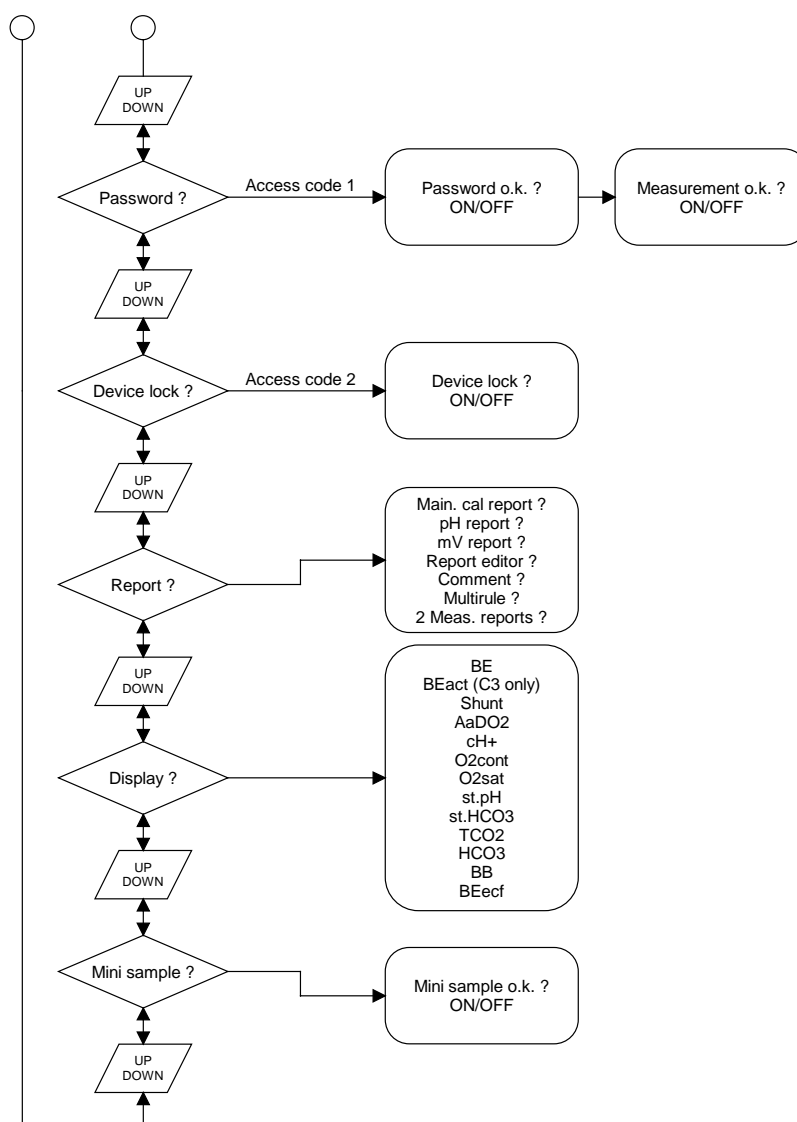 UP
DOWN
Password ?
Access code 1
Password o.k. ?
ON/OFF
Measurement o.k. ?
ON/OFF
UP
DOWN
Device lock ?
Access code 2
Device lock ?
ON/OFF
UP
DOWN
Report ?
Main. cal report ?
pH report ?
mV report ?
Report editor ?
Comment ?
Multirule ?
2 Meas. reports ?
UP
DOWN
Display ?
BE
BEact (C3 only)
Shunt
AaDO2
cH+
O2cont
O2sat
st.pH
st.HCO3
TCO2
HCO3
BB
BEecf
UP
DOWN
Mini sample ?
Mini sample o.k. ?
ON/OFF
UP
DOWN